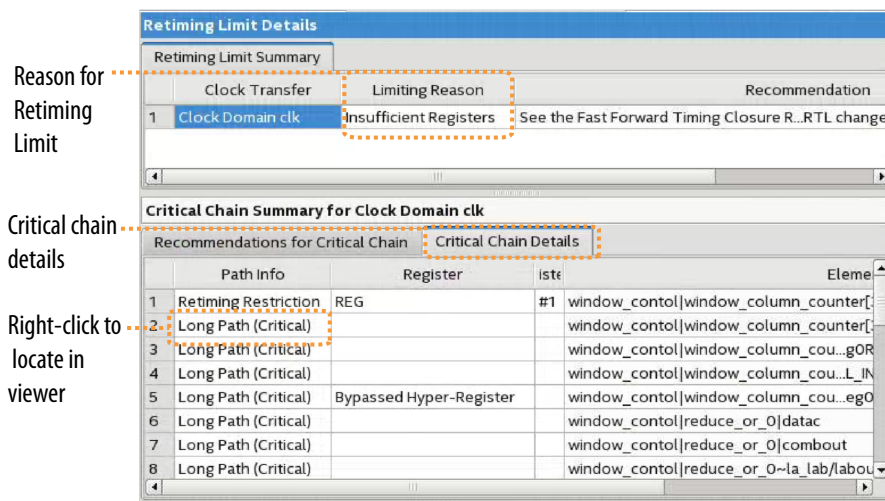 Retiming Limit Details
Retiming Limit Summary
Reason for
Retiming
Limit
Clock Transfer Limiting Reason Recommendation
1 Clock Domain clk Insufficient Registers See the Fast Forward Timing Closure R...RTL change
Critical Chain Summary for Clock Domain clk
Critical chain
details
Recommendations for Critical Chain Critical Chain Details
Path Info Register iste Eleme
Right-click to
locate in
viewer
1 Retiming Restriction REG #1 window_contol|window_column_counter[
2 Long Path (Critical) window_contol|window_column_counter[
3 Long Path (Critical) window_contol|window_column_cou...g0R
4 Long Path (Critical) window_contol|window_column_cou...L_IN
5 Long Path (Critical) Bypassed Hyper-Register window_contol|window_column_cou...eg0
6 Long Path (Critical) window_contol|reduce_or_0|datac
7 Long Path (Critical) window_contol|reduce_or_0|combout
8 Long Path (Critical) window_contol|reduce_or_0~la_lab/labou